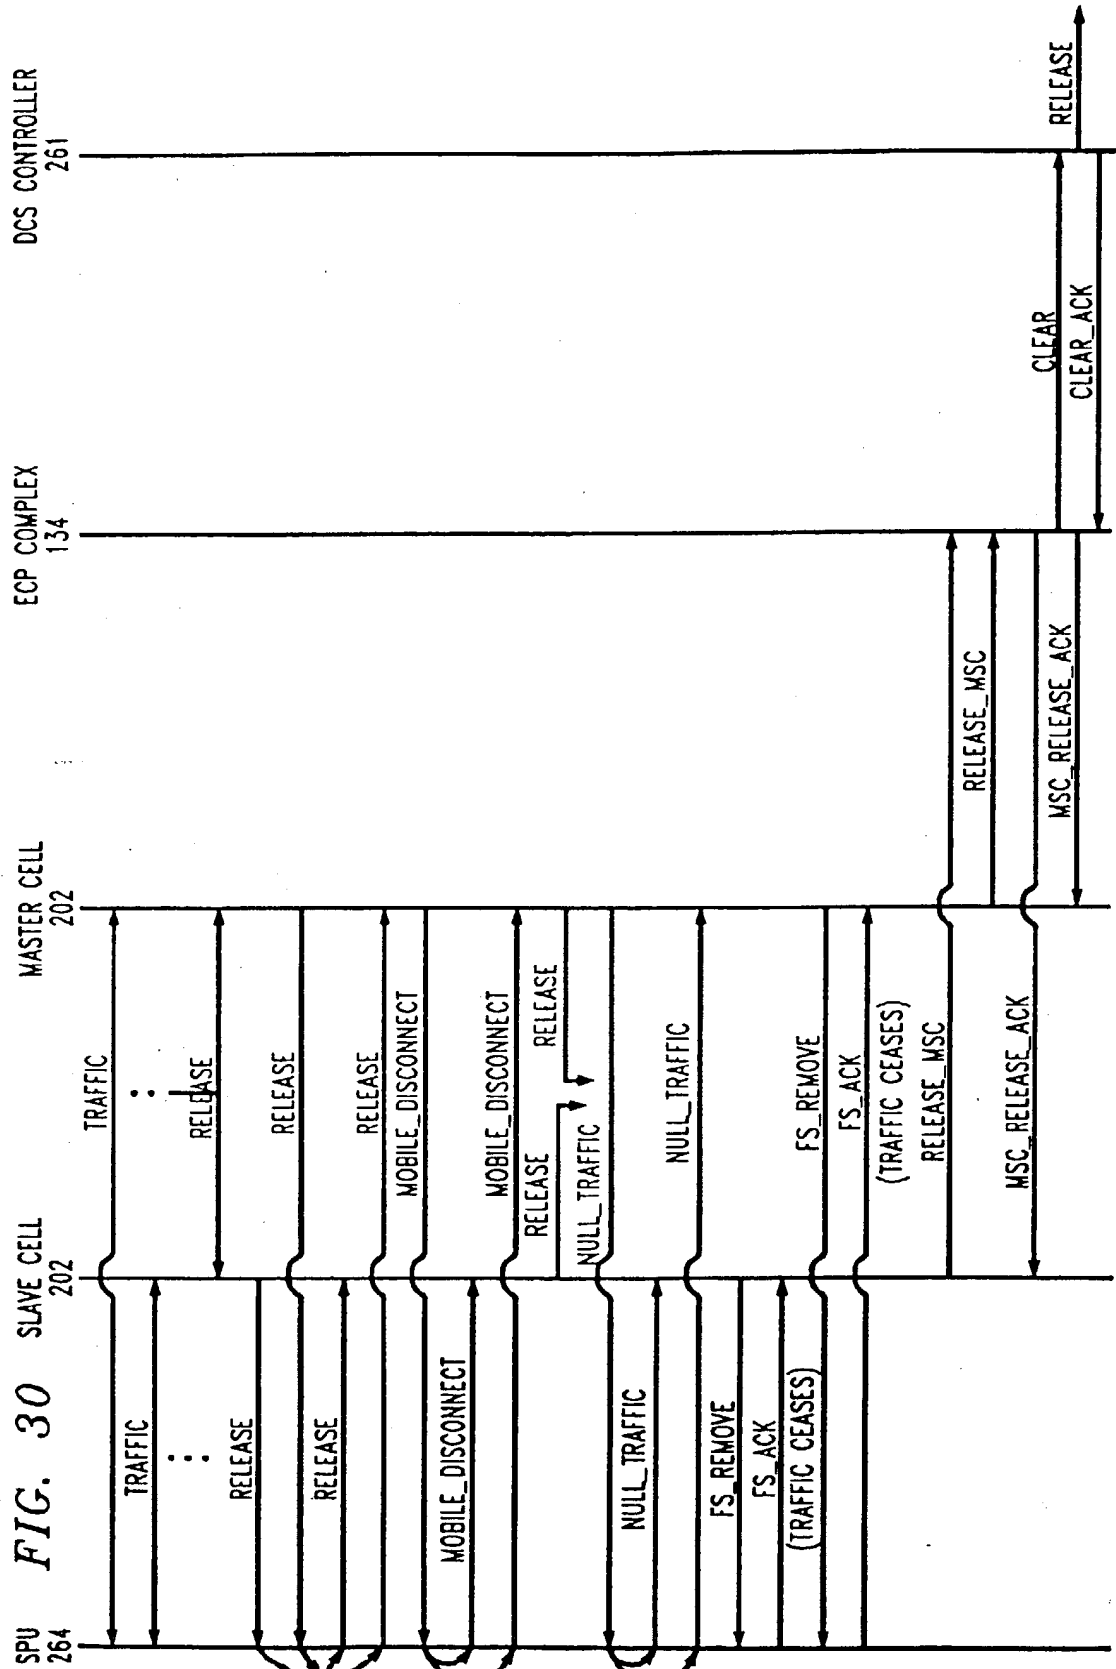 FIG. 30
SPU
264
SLAVE CELL
202
MASTER CELL
202
ECP COMPLEX
134
DCS CONTROLLER
261
TRAFFIC
TRAFFIC
RELEASE
RELEASE
RELEASE
RELEASE
RELEASE
MOBILE_DISCONNECT
MOBILE_DISCONNECT
MOBILE_DISCONNECT
RELEASE
RELEASE
NULL_TRAFFIC
NULL_TRAFFIC
NULL_TRAFFIC
FS_REMOVE
FS_ACK
(TRAFFIC CEASES)
FS_REMOVE
FS_ACK
(TRAFFIC CEASES)
RELEASE_MSC
RELEASE_MSC
MSC_RELEASE_ACK
MSC_RELEASE_ACK
CLEAR
CLEAR_ACK
RELEASE